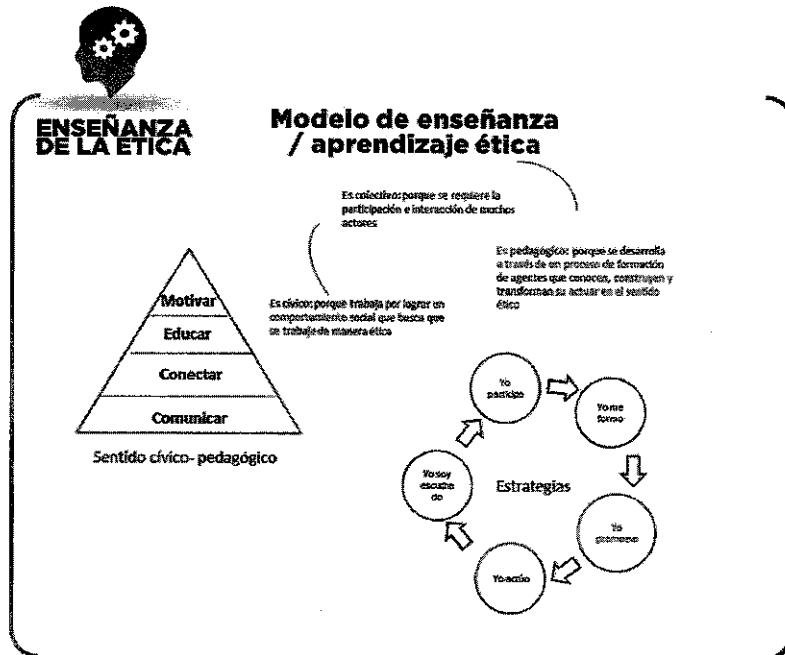 ENSEÑANZA
DE LA ÉTICA
Modelo de enseñanza
/ aprendizaje ética
Es colectivo: porque se requiere la
participación e interacción de muchos
actores
Es pedagógico: porque se desarrolla
a través de un proceso de formación
de agentes que conocen, construyen y
transforman su actuar en el sentido
ético
Es cívico: porque trabaja por lograr un
comportamiento social que busca que
se trabaje de manera ética
Motivar
Educar
Conectar
Comunicar
Sentido cívico- pedagógico
Yo
participo
Yo me
formo
Yo
promuevo
Yo actúo
Yo soy
escucha
do
Estrategias